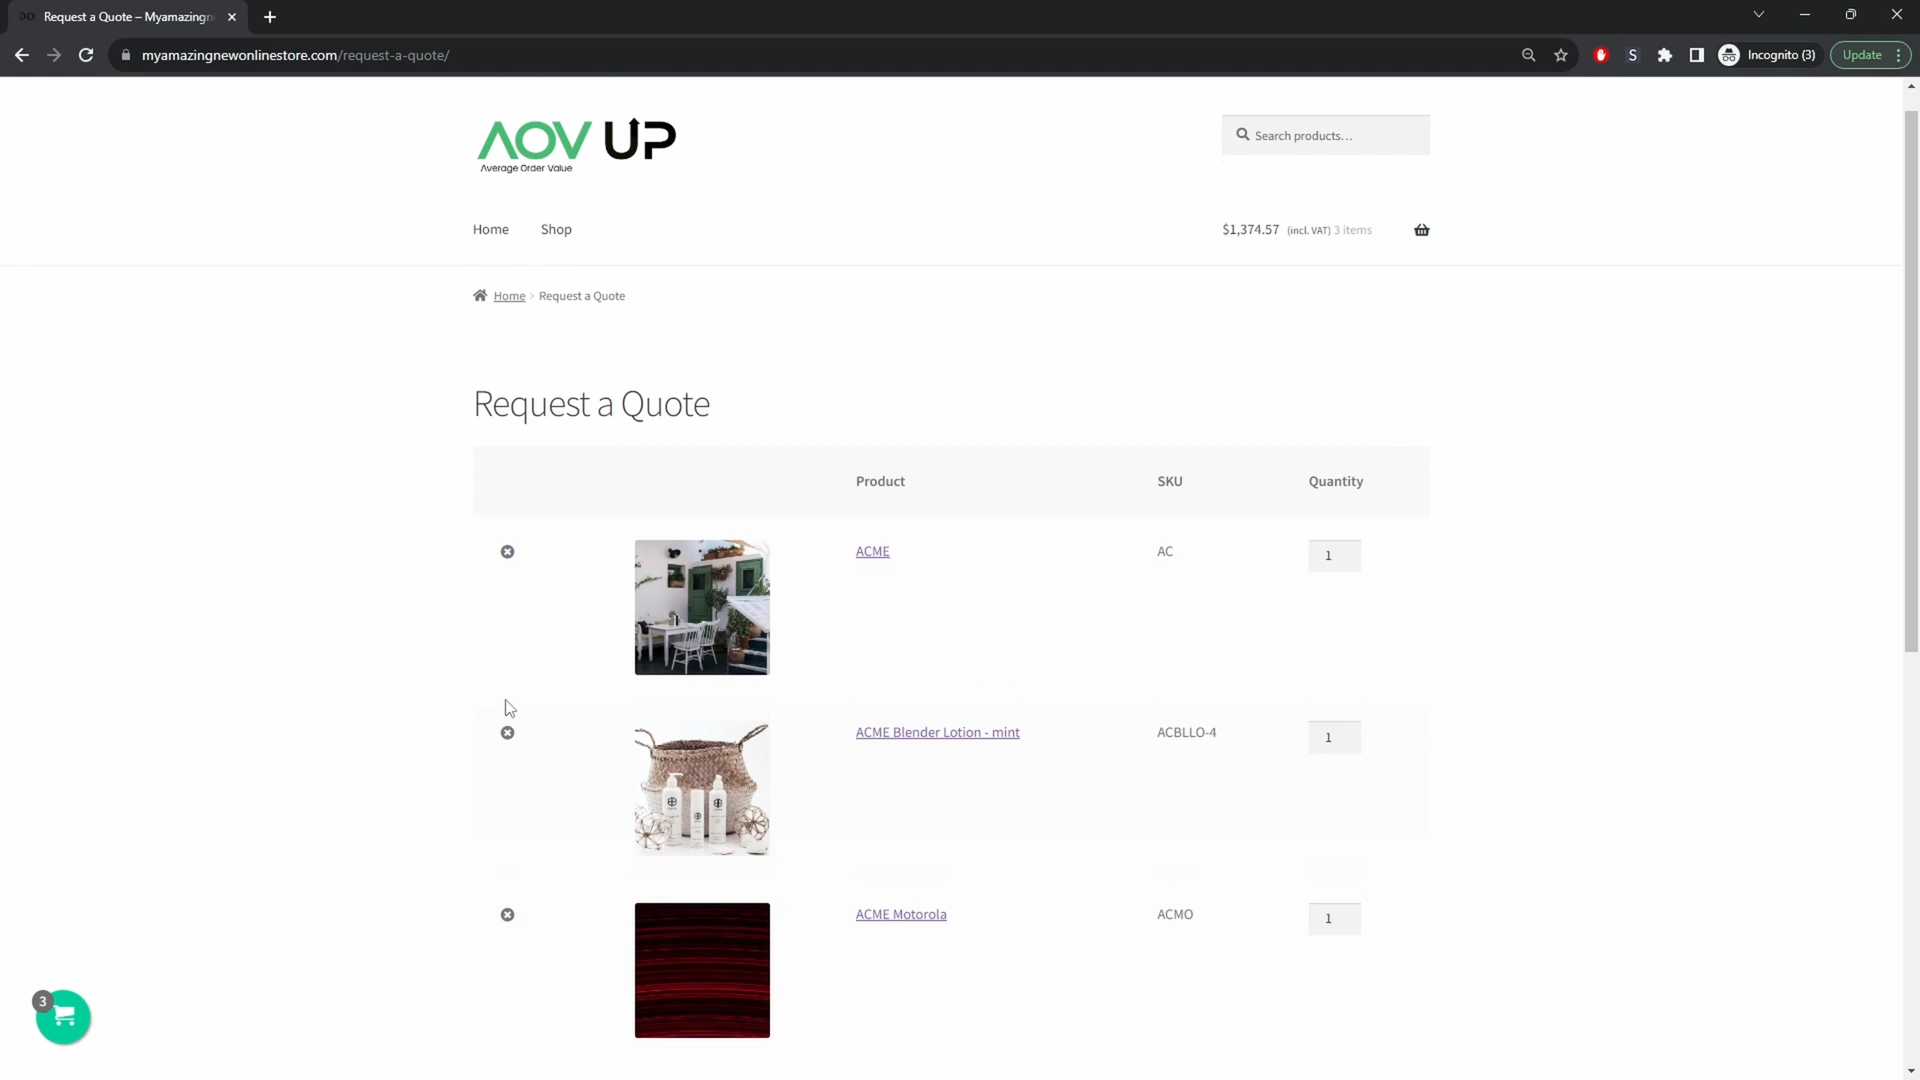 Request a Quote – Myamazingn
myamazingnewonlinestore.com/request-a-quote/
S
Incognito (3)
Update
AOV UP
Average Order Value
Search products…
Home
Shop
$1,374.57 (incl. VAT) 3 items
Home
Request a Quote
Request a Quote
Product
SKU
Quantity
ACME
AC
1
ACME Blender Lotion - mint
ACBLLO-4
1
ACME Motorola
ACMO
1
3